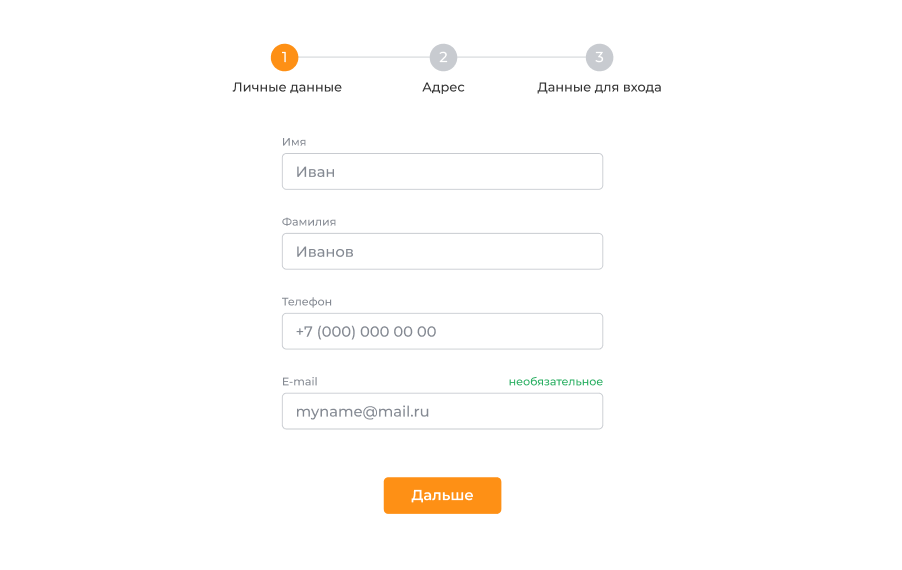 1 2 3
Личные данные Адрес Данные для входа
Имя
Иван
Фамилия
Иванов
Телефон
+7 (000) 000 00 00
E-mail необязательное
myname@mail.ru
Дальше